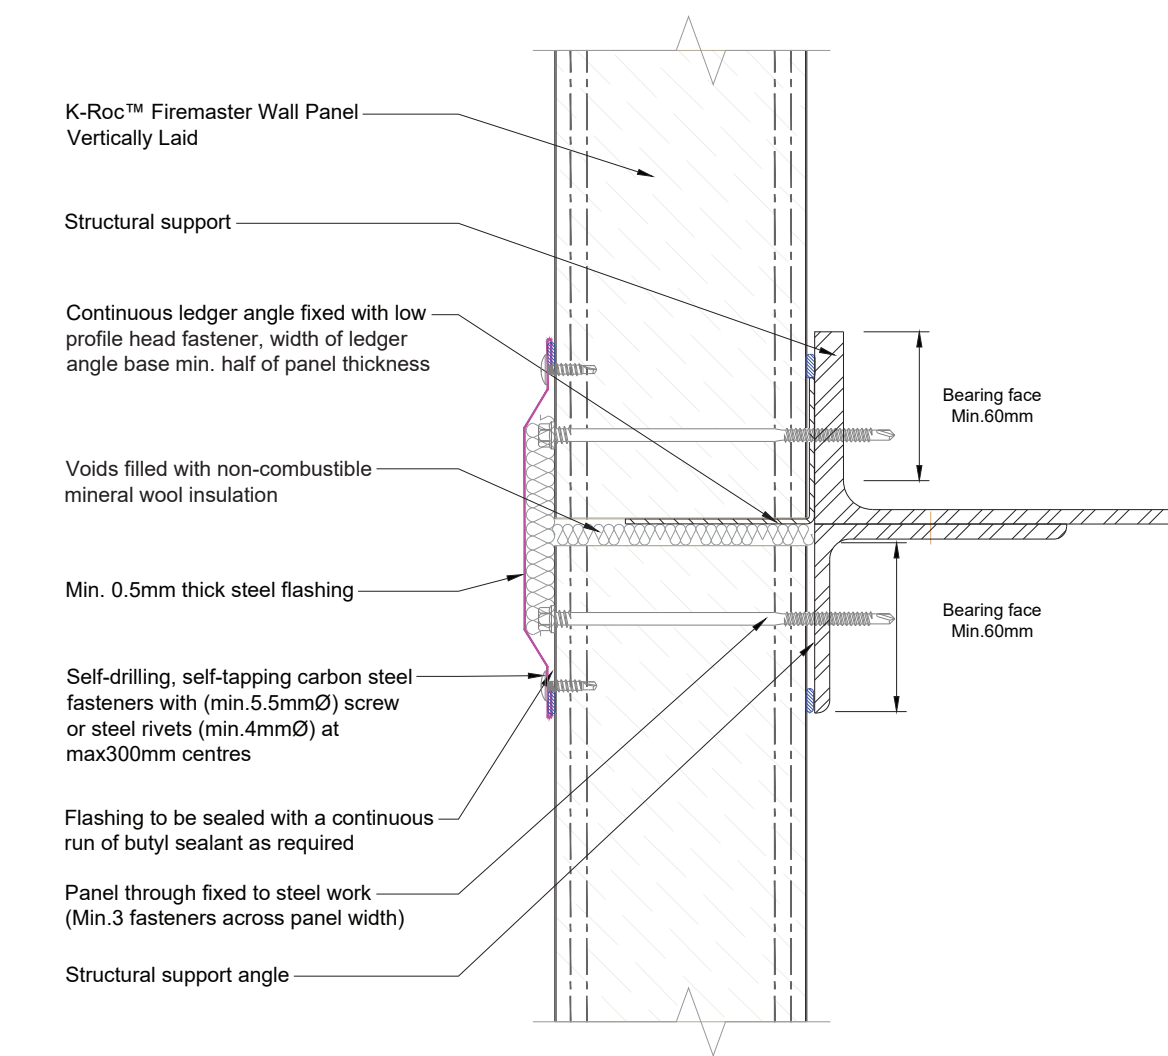 K-Roc™ Firemaster Wall Panel
Vertically Laid
Structural support
Continuous ledger angle fixed with low
profile head fastener, width of ledger
angle base min. half of panel thickness
Bearing face
Min.60mm
Voids filled with non-combustible
mineral wool insulation
Min. 0.5mm thick steel flashing
Bearing face
Min.60mm
Self-drilling, self-tapping carbon steel
fasteners with (min.5.5mmØ) screw
or steel rivets (min.4mmØ) at
max300mm centres
Flashing to be sealed with a continuous
run of butyl sealant as required
Panel through fixed to steel work
(Min.3 fasteners across panel width)
Structural support angle